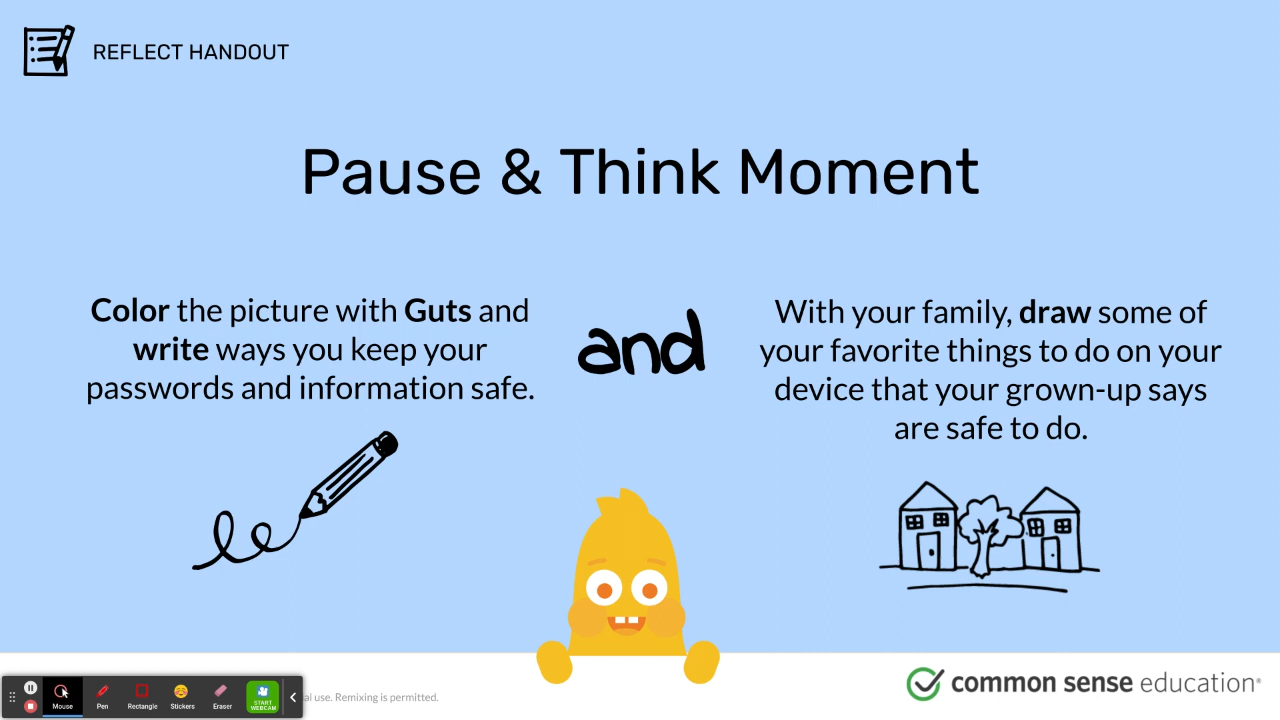 REFLECT HANDOUT
Pause & Think Moment
Color the picture with Guts and
write ways you keep your
passwords and information safe.
and
With your family, draw some of
your favorite things to do on your
device that your grown-up says
are safe to do.
Mouse
Pen
Rectangle
Stickers
Eraser
START
WEBCAM
use. Remixing is permitted.
common sense education®